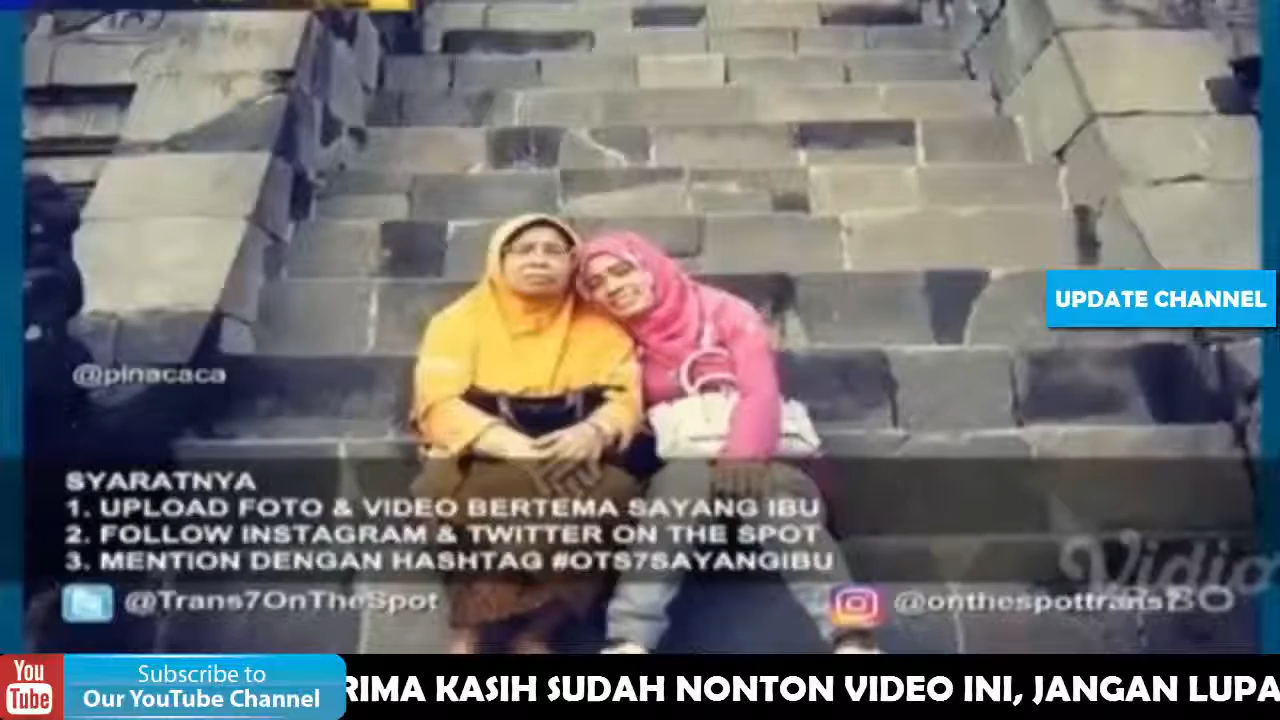 UPDATE CHANNEL
@pinacaca
SYARATNYA
1. UPLOAD FOTO & VIDEO BERTEMA SAYANG IBU
2. FOLLOW INSTAGRAM & TWITTER ON THE SPOT
3. MENTION DENGAN HASHTAG #OTS7SAYANGIBU
Vidio
@Trans7OnTheSpot
@onthespottrans7
You
Tube
Subscribe to
Our YouTube Channel
RIMA KASIH SUDAH NONTON VIDEO INI, JANGAN LUPA